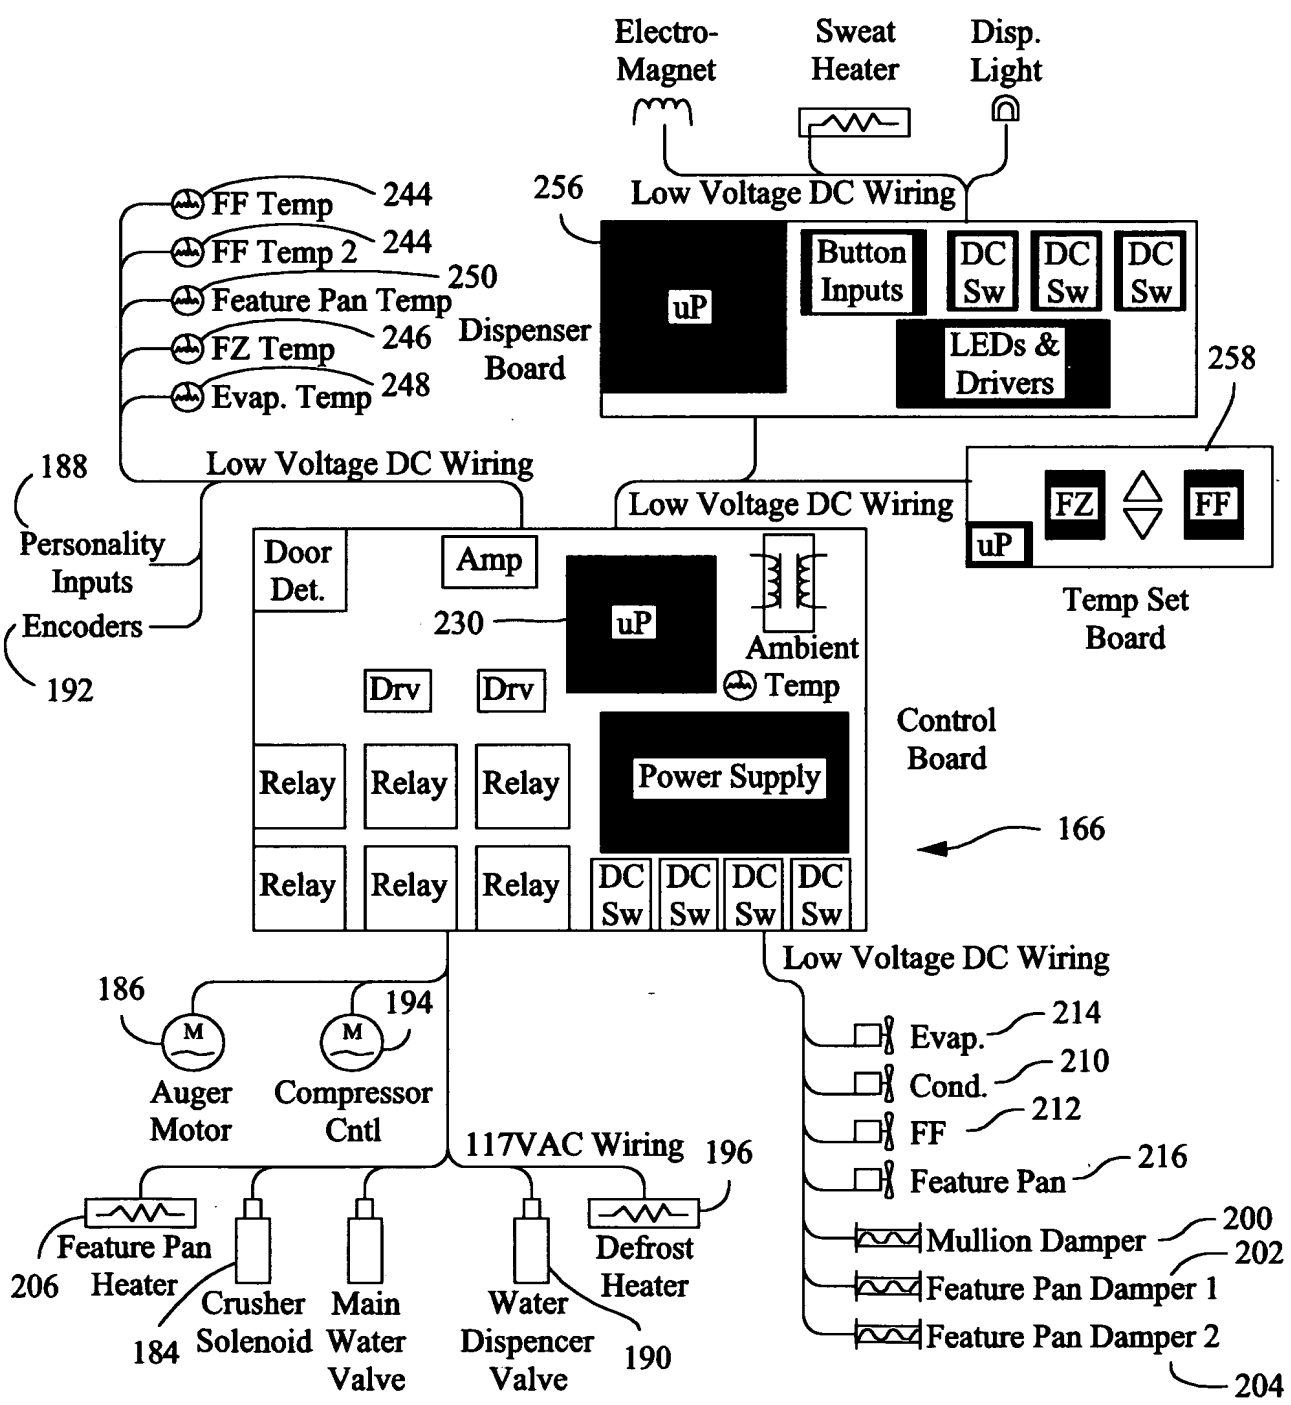 Electro-
Magnet
Sweat
Heater
Disp.
Light
Low Voltage DC Wiring
256
FF Temp
244
FF Temp 2
244
Feature Pan Temp
250
FZ Temp
246
Evap. Temp
248
Dispenser
Board
uP
Button
Inputs
DC
Sw
DC
Sw
DC
Sw
LEDs &
Drivers
258
188
Low Voltage DC Wiring
Low Voltage DC Wiring
FZ
FF
uP
Temp Set
Board
Personality
Inputs
Encoders
192
Door
Det.
Amp
230
uP
Ambient
Temp
Drv
Drv
Control
Board
Relay
Relay
Relay
Power Supply
166
Relay
Relay
Relay
DC
Sw
DC
Sw
DC
Sw
DC
Sw
Low Voltage DC Wiring
186
M
Auger
Motor
194
M
Compressor
Cntl
Evap.
214
Cond.
210
FF
212
Feature Pan
216
Mullion Damper
200
Feature Pan Damper 1
202
Feature Pan Damper 2
204
117VAC Wiring
196
206
Feature Pan
Heater
184
Crusher
Solenoid
Main
Water
Valve
Water
Dispencer
Valve
190
Defrost
Heater